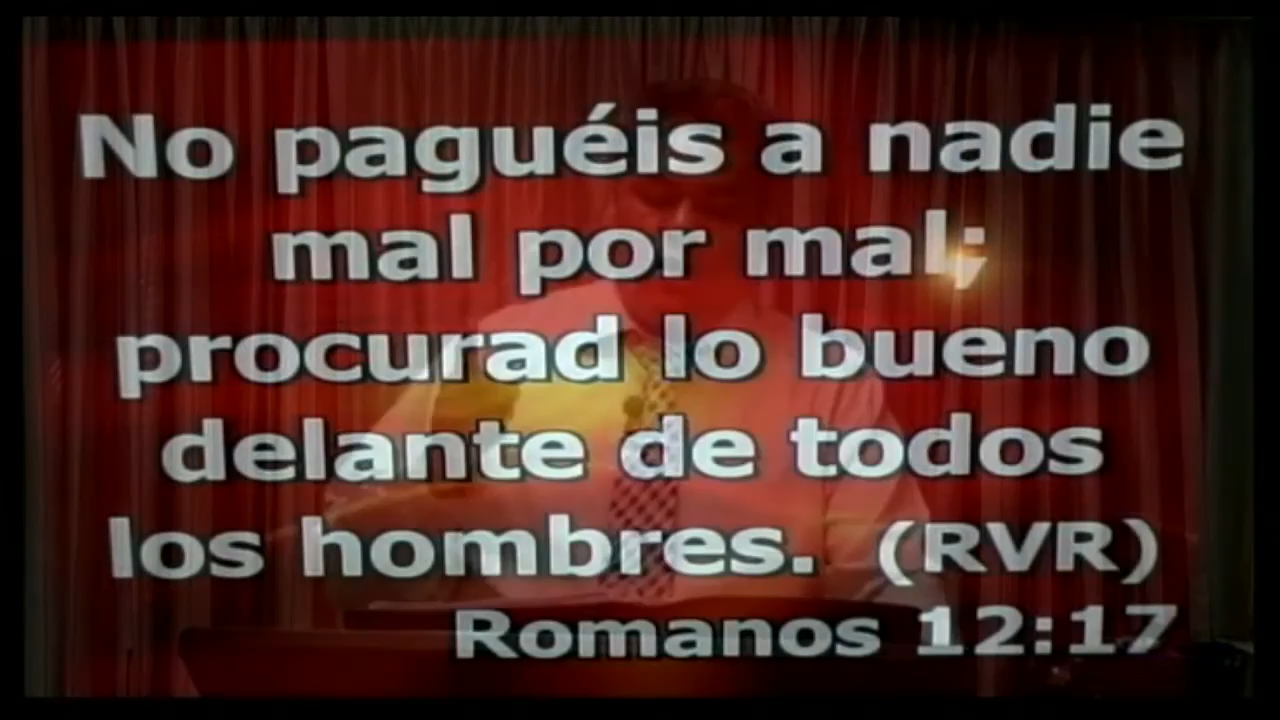 No paguéis a nadie
mal por mal;
procurad lo bueno
delante de todos
los hombres. (RVR)
Romanos 12:17